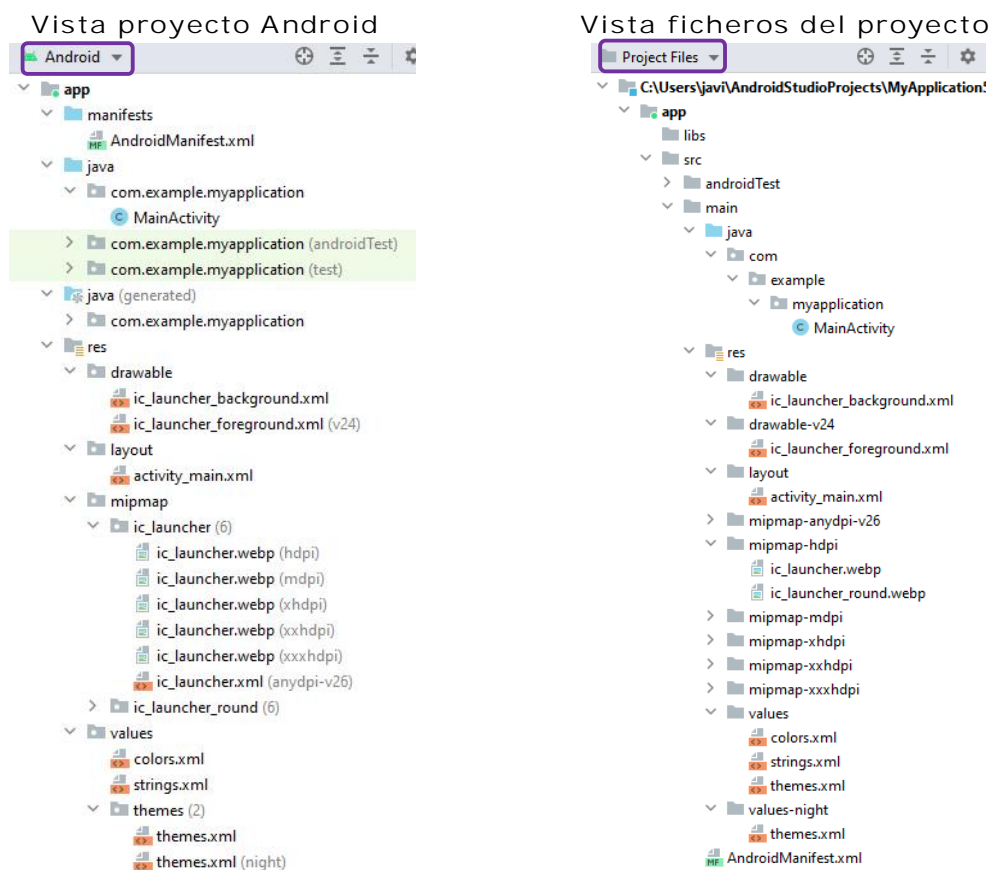 Vista proyecto Android
Android
app
manifests
AndroidManifest.xml
java
com.example.myapplication
MainActivity
com.example.myapplication (androidTest)
com.example.myapplication (test)
java (generated)
com.example.myapplication
res
drawable
ic_launcher_background.xml
ic_launcher_foreground.xml (v24)
layout
activity_main.xml
mipmap
ic_launcher (6)
ic_launcher.webp (hdpi)
ic_launcher.webp (mdpi)
ic_launcher.webp (xhdpi)
ic_launcher.webp (xxhdpi)
ic_launcher.webp (xxxhdpi)
ic_launcher.xml (anydpi-v26)
ic_launcher_round (6)
values
colors.xml
strings.xml
themes (2)
themes.xml
themes.xml (night)
Vista ficheros del proyecto
Project Files
C:\Users\javi\AndroidStudioProjects\MyApplication
app
libs
src
androidTest
main
java
com
example
myapplication
MainActivity
res
drawable
ic_launcher_background.xml
drawable-v24
ic_launcher_foreground.xml
layout
activity_main.xml
mipmap-anydpi-v26
mipmap-hdpi
ic_launcher.webp
ic_launcher_round.webp
mipmap-mdpi
mipmap-xhdpi
mipmap-xxhdpi
mipmap-xxxhdpi
values
colors.xml
strings.xml
themes.xml
values-night
themes.xml
AndroidManifest.xml